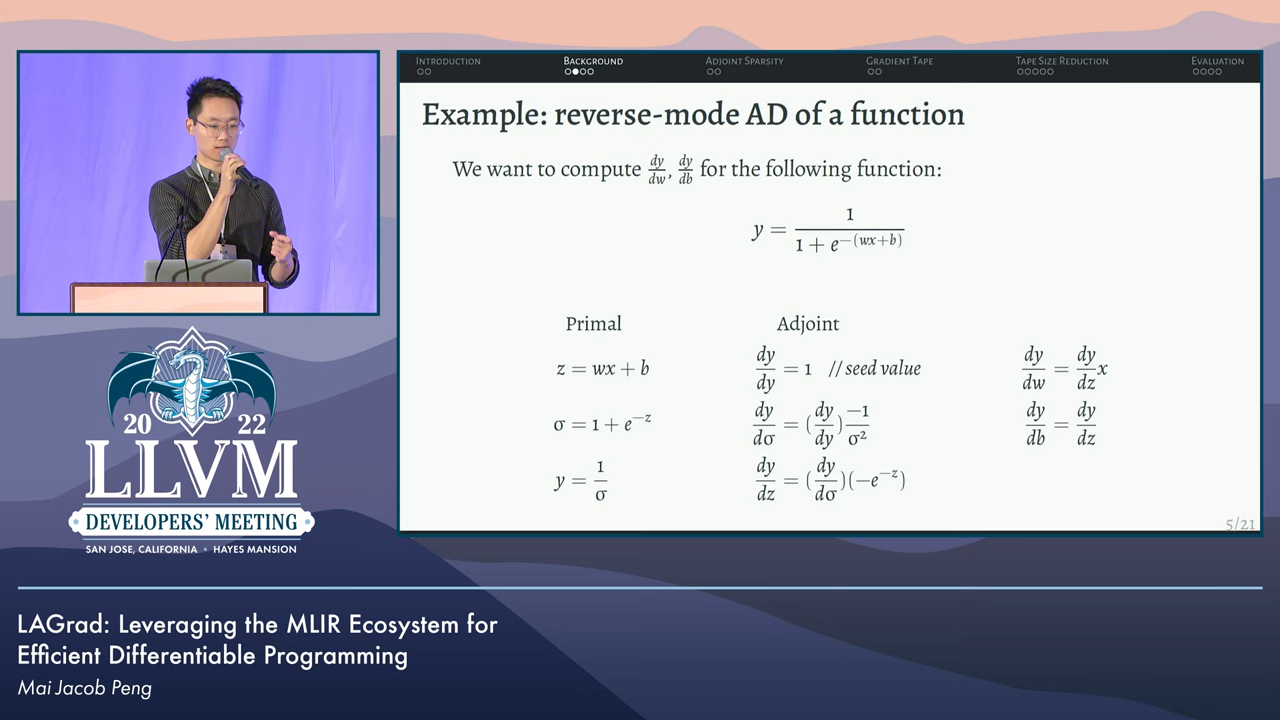 INTRODUCTION BACKGROUND ADJOINT SPARSITY GRADIENT TAPE TAPE SIZE REDUCTION EVALUATION
Example: reverse-mode AD of a function
We want to compute dy/dw, dy/db for the following function:
y = 1/(1 + e^−(wx+b))
Primal Adjoint
z = wx + b dy/dy = 1 // seed value dy/dw = dy/dz x
σ = 1 + e^−z dy/dσ = (dy/dy) −1/σ² dy/db = dy/dz
y = 1/σ dy/dz = (dy/dσ)(−e^−z)
5/21
20 22
LLVM
DEVELOPERS' MEETING
SAN JOSE, CALIFORNIA • HAYES MANSION
LAGrad: Leveraging the MLIR Ecosystem for
Efficient Differentiable Programming
Mai Jacob Peng